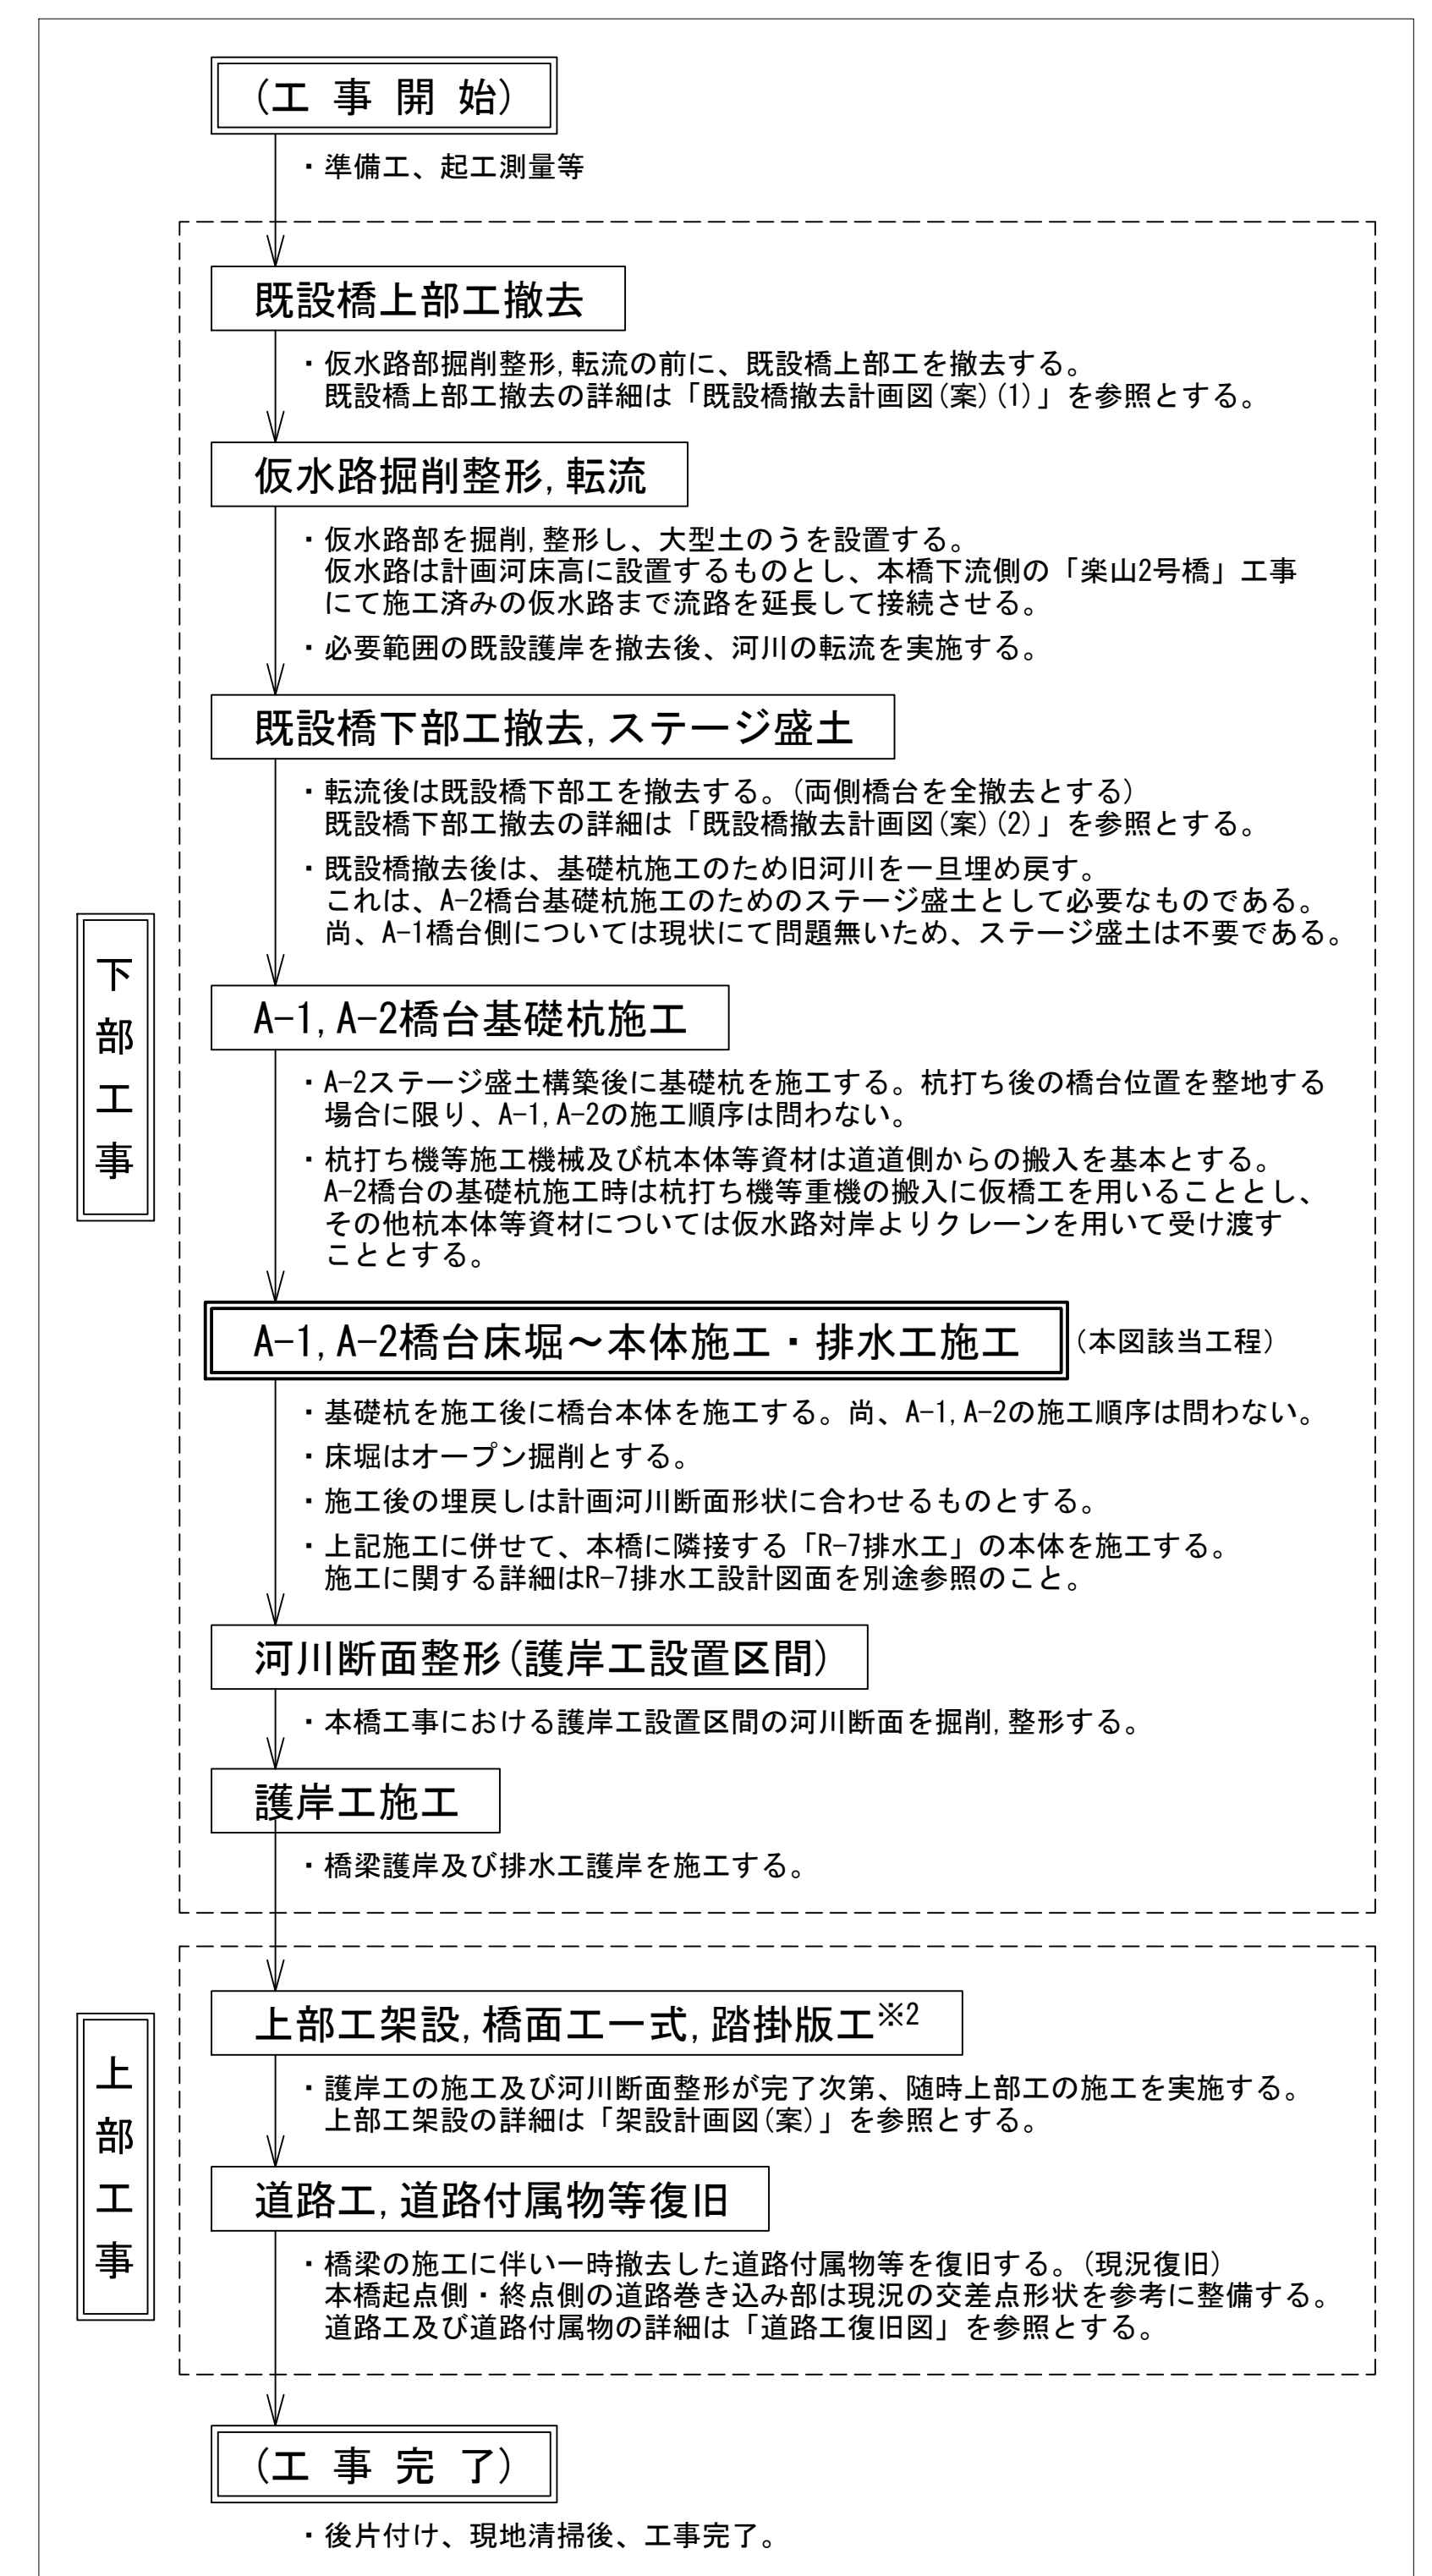 (工 事 開 始)
・準備工、起工測量等
既設橋上部工撤去
・仮水路部掘削整形,転流の前に、既設橋上部工を撤去する。
既設橋上部工撤去の詳細は「既設橋撤去計画図(案)(1)」を参照とする。
仮水路掘削整形,転流
・仮水路部を掘削,整形し、大型土のうを設置する。
仮水路は計画河床高に設置するものとし、本橋下流側の「楽山2号橋」工事
にて施工済みの仮水路まで流路を延長して接続させる。
・必要範囲の既設護岸を撤去後、河川の転流を実施する。
既設橋下部工撤去,ステージ盛土
・転流後は既設橋下部工を撤去する。(両側橋台を全撤去とする)
既設橋下部工撤去の詳細は「既設橋撤去計画図(案)(2)」を参照とする。
・既設橋撤去後は、基礎杭施工のため旧河川を一旦埋め戻す。
これは、A-2橋台基礎杭施工のためのステージ盛土として必要なものである。
尚、A-1橋台側については現状にて問題無いため、ステージ盛土は不要である。
下部工事
A-1,A-2橋台基礎杭施工
・A-2ステージ盛土構築後に基礎杭を施工する。杭打ち後の橋台位置を整地する
場合に限り、A-1,A-2の施工順序は問わない。
・杭打ち機等施工機械及び杭本体等資材は道道側からの搬入を基本とする。
A-2橋台の基礎杭施工時は杭打ち機等重機の搬入に仮橋工を用いることとし、
その他杭本体等資材については仮水路対岸よりクレーンを用いて受け渡す
こととする。
A-1,A-2橋台床堀～本体施工・排水工施工 (本図該当工程)
・基礎杭を施工後に橋台本体を施工する。尚、A-1,A-2の施工順序は問わない。
・床堀はオープン掘削とする。
・施工後の埋戻しは計画河川断面形状に合わせるものとする。
・上記施工に併せて、本橋に隣接する「R-7排水工」の本体を施工する。
施工に関する詳細はR-7排水工設計図面を別途参照のこと。
河川断面整形(護岸工設置区間)
・本橋工事における護岸工設置区間の河川断面を掘削,整形する。
護岸工施工
・橋梁護岸及び排水工護岸を施工する。
上部工事
上部工架設,橋面工一式,踏掛版工※2
・護岸工の施工及び河川断面整形が完了次第、随時上部工の施工を実施する。
上部工架設の詳細は「架設計画図(案)」を参照とする。
道路工,道路付属物等復旧
・橋梁の施工に伴い一時撤去した道路付属物等を復旧する。(現況復旧)
本橋起点側・終点側の道路巻き込み部は現況の交差点形状を参考に整備する。
道路工及び道路付属物の詳細は「道路工復旧図」を参照とする。
(工 事 完 了)
・後片付け、現地清掃後、工事完了。